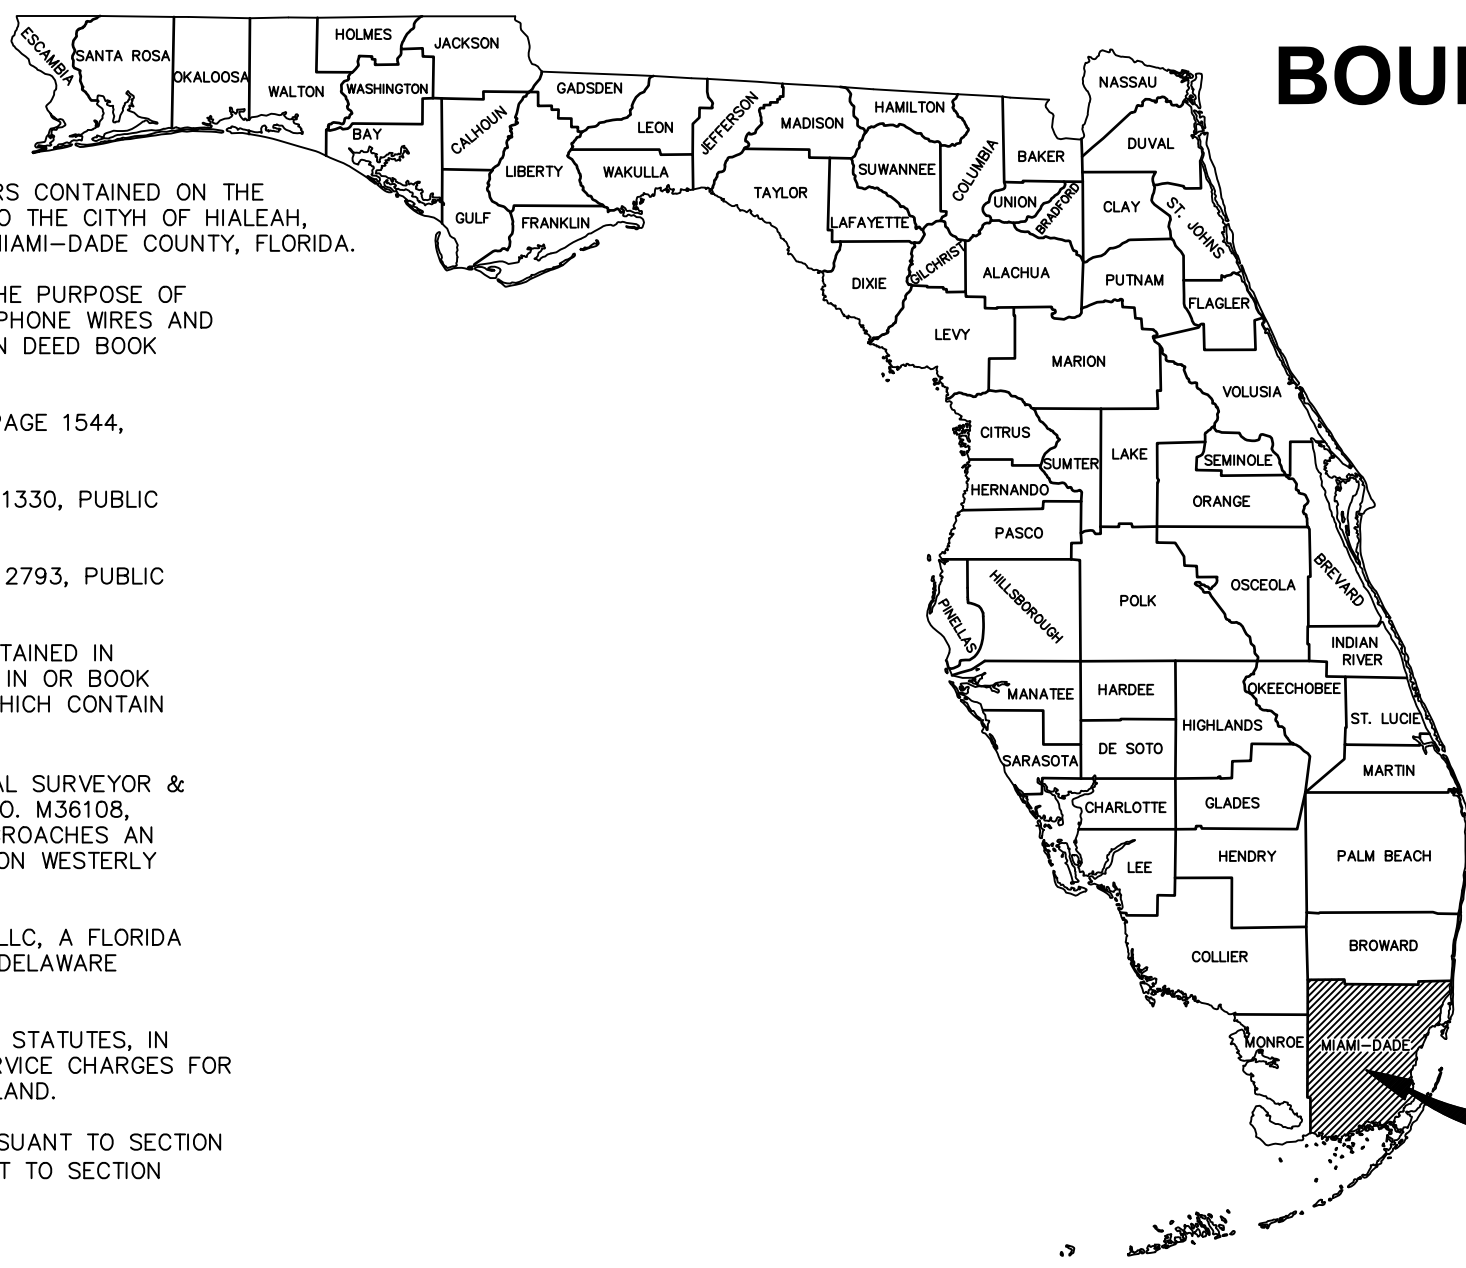 BOU
RS CONTAINED ON THE
O THE CITYH OF HIALEAH,
MIAMI–DADE COUNTY, FLORIDA.
HE PURPOSE OF
PHONE WIRES AND
N DEED BOOK
PAGE 1544,
1330, PUBLIC
2793, PUBLIC
TAINED IN
IN OR BOOK
HICH CONTAIN
AL SURVEYOR &
O. M36108,
ROACHES AN
ON WESTERLY
LLC, A FLORIDA
DELAWARE
STATUTES, IN
RVICE CHARGES FOR
LAND.
SUANT TO SECTION
T TO SECTION
ESCAMBIA
SANTA ROSA
OKALOOSA
WALTON
HOLMES
WASHINGTON
JACKSON
BAY
CALHOUN
GULF
GADSDEN
LIBERTY
FRANKLIN
LEON
WAKULLA
JEFFERSON
MADISON
TAYLOR
HAMILTON
SUWANNEE
LAFAYETTE
DIXIE
COLUMBIA
GILCHRIST
BAKER
UNION
BRADFORD
ALACHUA
LEVY
NASSAU
DUVAL
CLAY
ST. JOHNS
PUTNAM
FLAGLER
MARION
VOLUSIA
CITRUS
SUMTER
LAKE
SEMINOLE
HERNANDO
ORANGE
PASCO
PINELLAS
HILLSBOROUGH
POLK
OSCEOLA
BREVARD
INDIAN
RIVER
MANATEE
HARDEE
HIGHLANDS
OKEECHOBEE
ST. LUCIE
SARASOTA
DE SOTO
MARTIN
CHARLOTTE
GLADES
LEE
HENDRY
PALM BEACH
COLLIER
BROWARD
MONROE
MIAMI–DADE